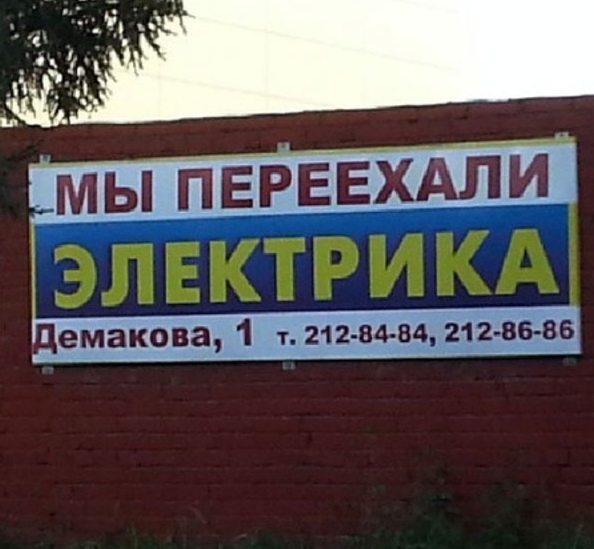 МЫ ПЕРЕЕХАЛИ
ЭЛЕКТРИКА
Демакова, 1 т. 212-84-84, 212-86-86